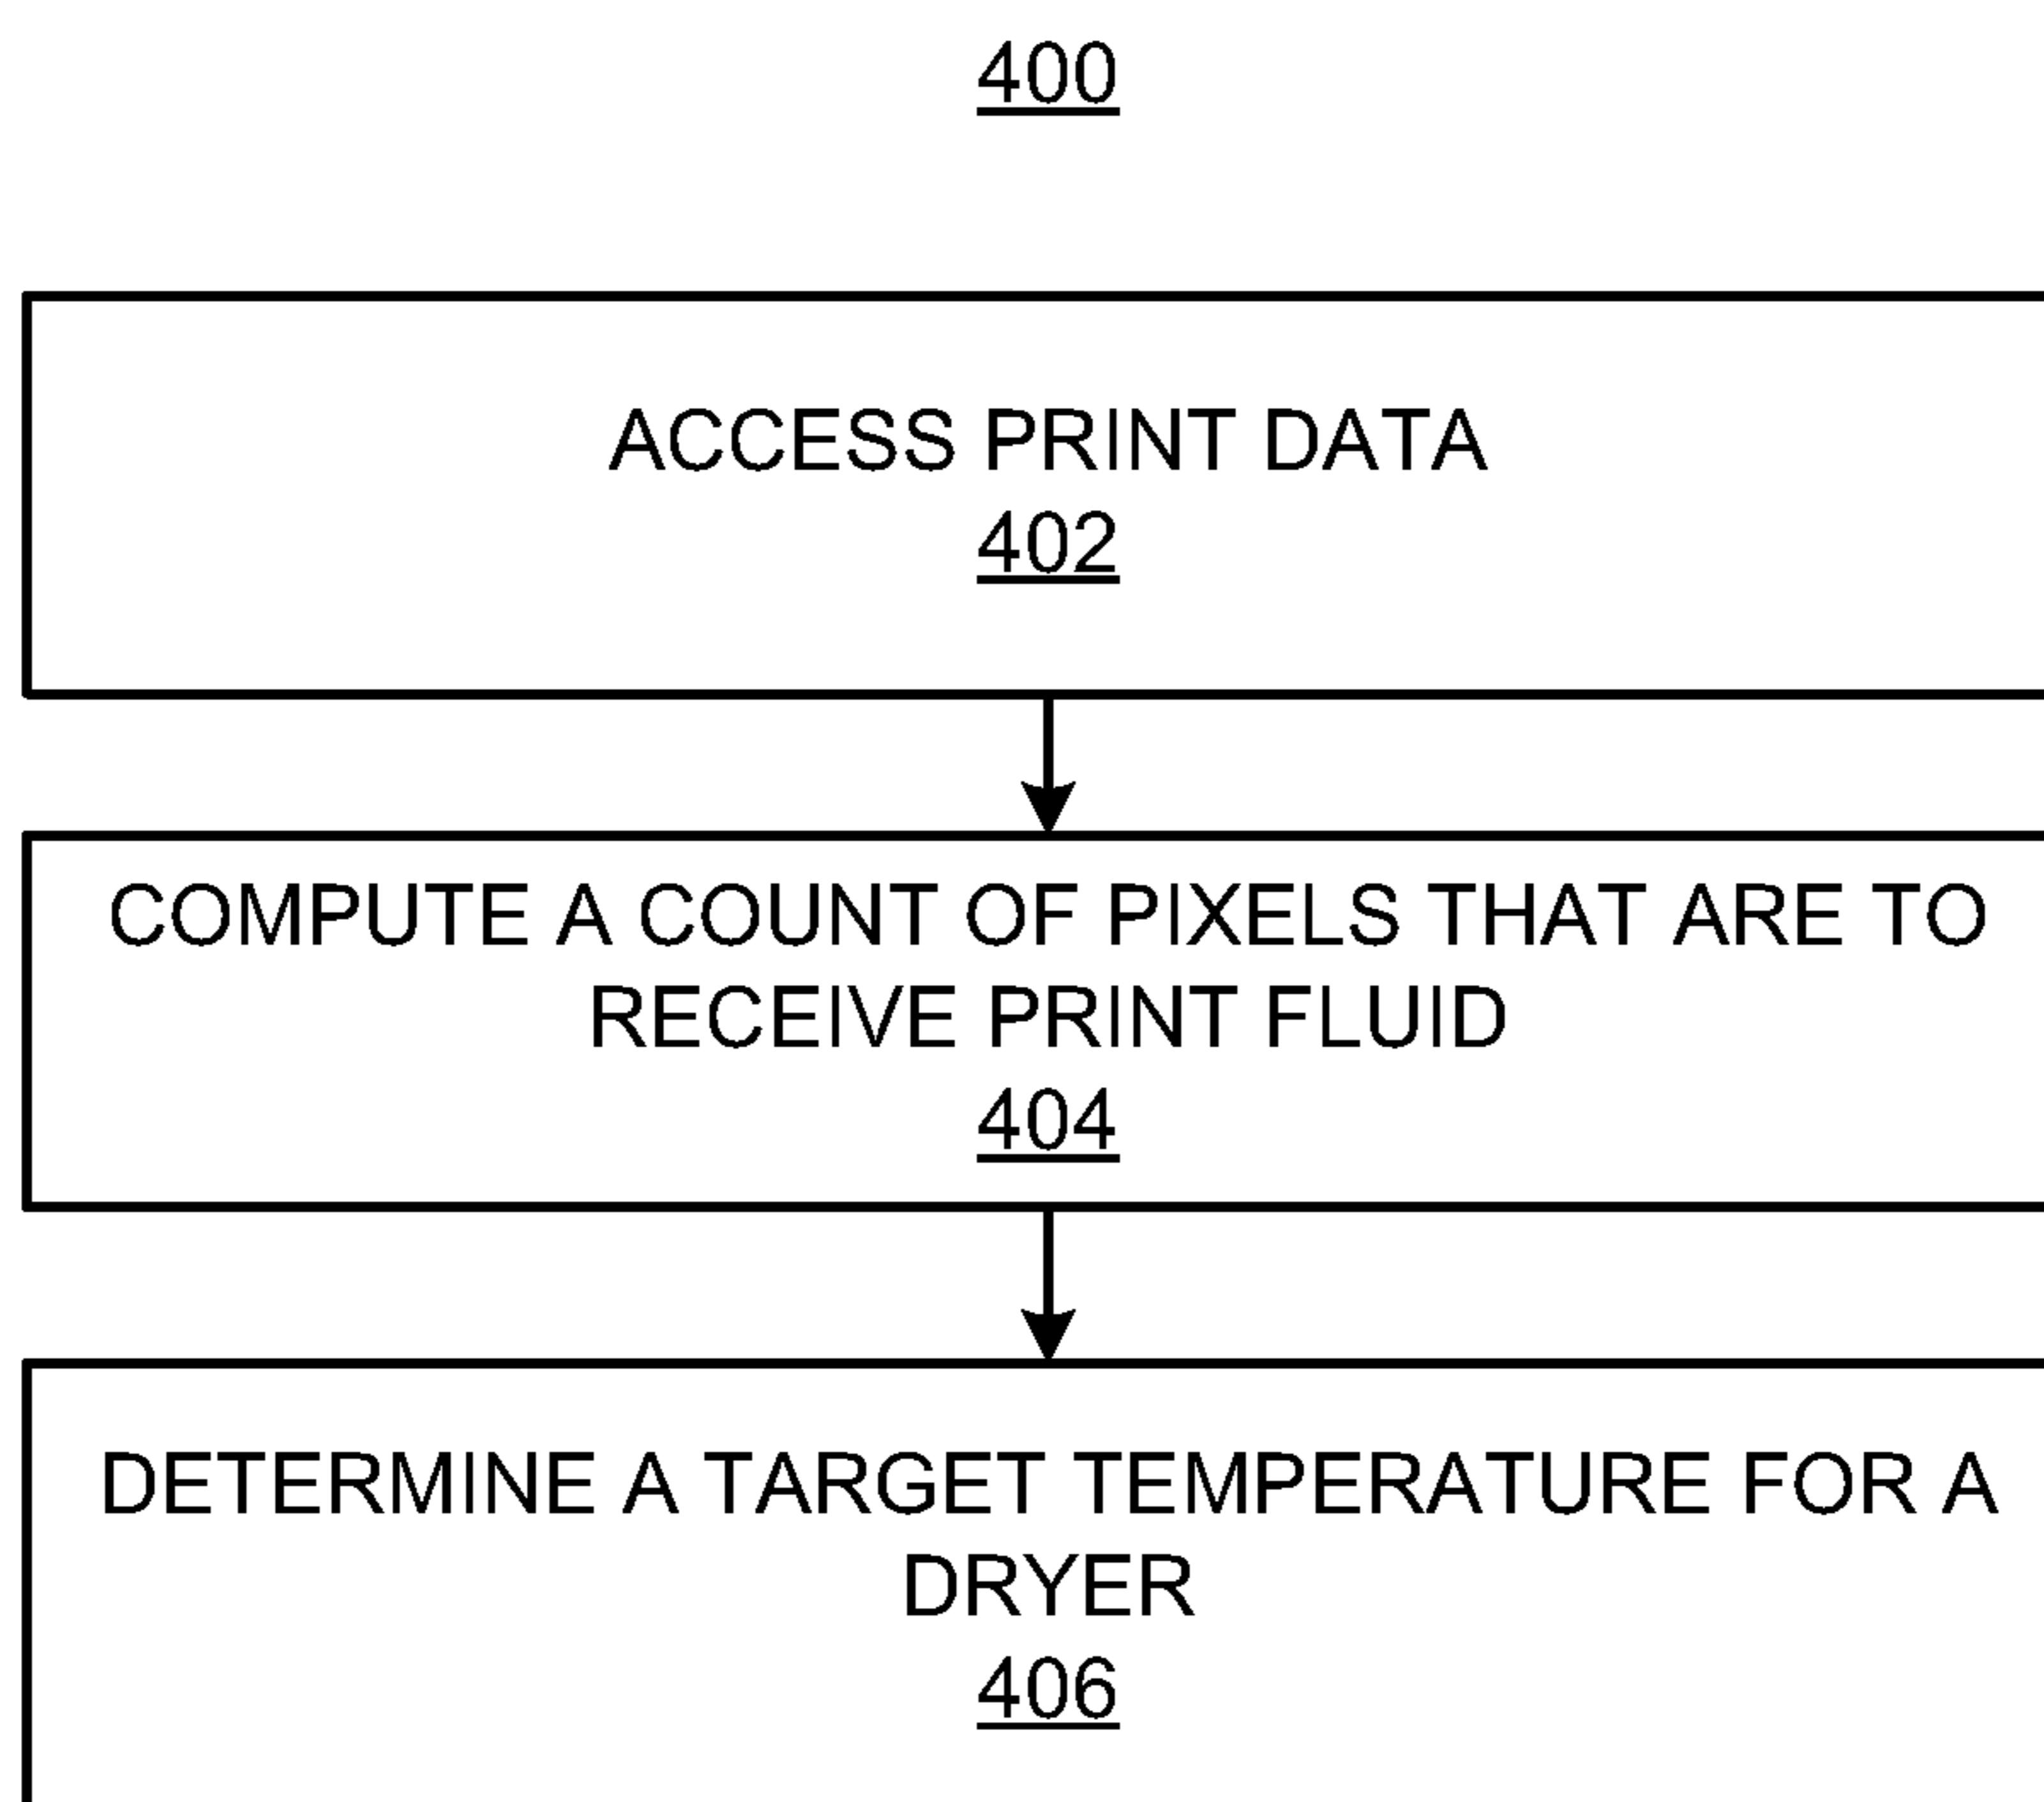 400
ACCESS PRINT DATA
402
COMPUTE A COUNT OF PIXELS THAT ARE TO
RECEIVE PRINT FLUID
404
DETERMINE A TARGET TEMPERATURE FOR A
DRYER
406